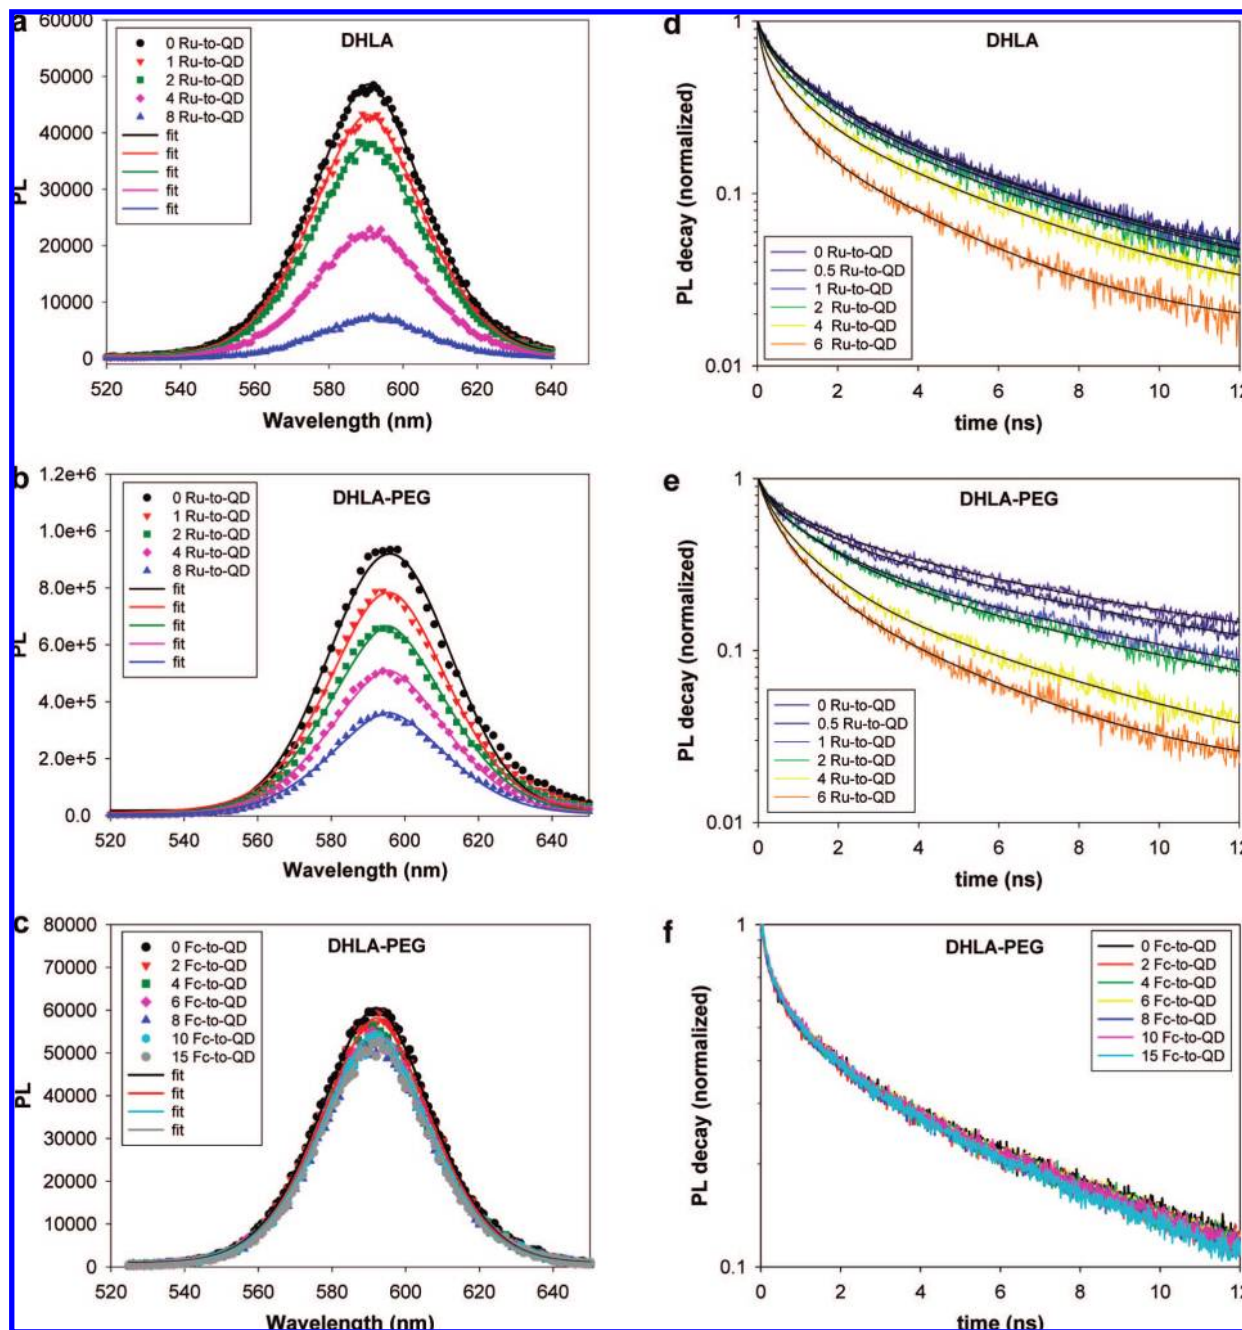 a
DHLA
60000
50000
40000
30000
20000
10000
0
PL
0 Ru-to-QD
1 Ru-to-QD
2 Ru-to-QD
4 Ru-to-QD
8 Ru-to-QD
fit
fit
fit
fit
fit
520 540 560 580 600 620 640
Wavelength (nm)
d
DHLA
1
0.1
0.01
PL decay (normalized)
0 Ru-to-QD
0.5 Ru-to-QD
1 Ru-to-QD
2 Ru-to-QD
4 Ru-to-QD
6 Ru-to-QD
0 2 4 6 8 10 12
time (ns)
b
DHLA-PEG
1.2e+6
1.0e+6
8.0e+5
6.0e+5
4.0e+5
2.0e+5
0.0
PL
0 Ru-to-QD
1 Ru-to-QD
2 Ru-to-QD
4 Ru-to-QD
8 Ru-to-QD
fit
fit
fit
fit
fit
520 540 560 580 600 620 640
Wavelength (nm)
e
DHLA-PEG
1
0.1
0.01
PL decay (normalized)
0 Ru-to-QD
0.5 Ru-to-QD
1 Ru-to-QD
2 Ru-to-QD
4 Ru-to-QD
6 Ru-to-QD
0 2 4 6 8 10 12
time (ns)
c
DHLA-PEG
80000
70000
60000
50000
40000
30000
20000
10000
0
PL
0 Fc-to-QD
2 Fc-to-QD
4 Fc-to-QD
6 Fc-to-QD
8 Fc-to-QD
10 Fc-to-QD
15 Fc-to-QD
fit
fit
fit
fit
520 540 560 580 600 620 640
Wavelength (nm)
f
DHLA-PEG
1
0.1
PL decay (normalized)
0 Fc-to-QD
2 Fc-to-QD
4 Fc-to-QD
6 Fc-to-QD
8 Fc-to-QD
10 Fc-to-QD
15 Fc-to-QD
0 2 4 6 8 10 12
time (ns)